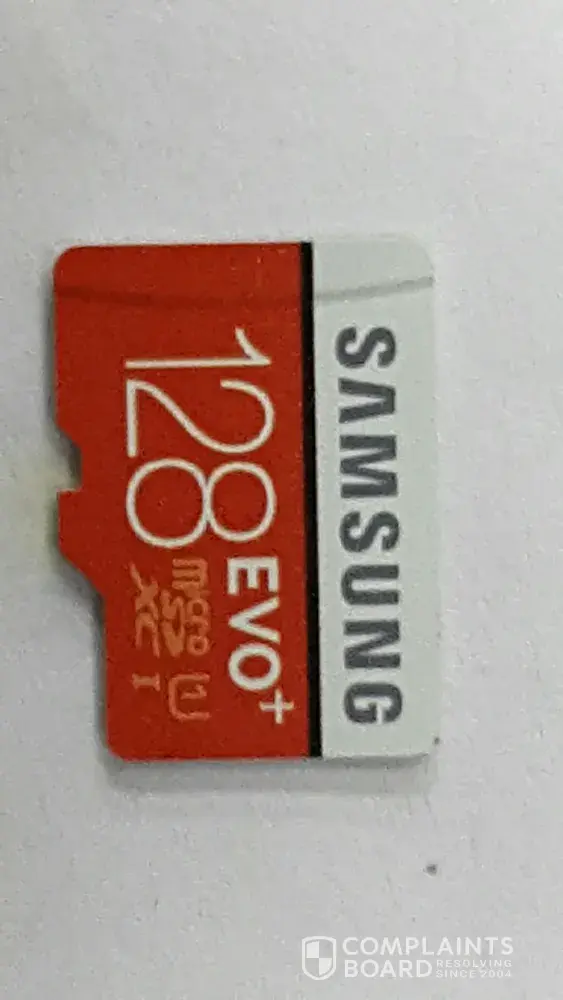 SAMSUNG
EVO+
128
micro
SD
XC I
U1
COMPLAINTS
BOARD
RESOLVING
SINCE 2004